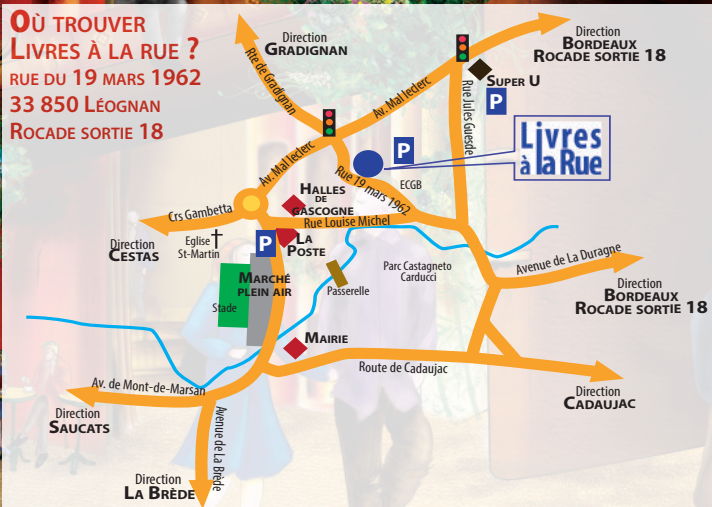 OÙ TROUVER
LIVRES À LA RUE ?
RUE DU 19 MARS 1962
33 850 LÉOGNAN
ROCADE SORTIE 18
Direction
GRADIGNAN
Rte de Gradignan
Direction
BORDEAUX
ROCADE SORTIE 18
Av. Mal leclerc
SUPER U
P
Rue Jules Guesde
Livres
à la Rue
P
Av. Mal leclerc
Rue 19 mars 1962
ECGB
HALLES
DE
GASCOGNE
Crs Gambetta
Rue Louise Michel
Direction
CESTAS
Eglise
St-Martin
P
LA
POSTE
Avenue de La Duragne
Parc Castagneto
Carducci
Direction
BORDEAUX
ROCADE SORTIE 18
MARCHÉ
PLEIN AIR
Stade
Passerelle
MAIRIE
Route de Cadaujac
Direction
CADAUJAC
Av. de Mont-de-Marsan
Direction
SAUCATS
Avenue de La Brède
Direction
LA BRÈDE